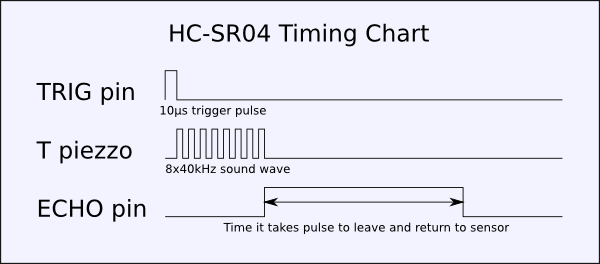 HC-SR04 Timing Chart
TRIG pin
10µs trigger pulse
T piezzo
8x40kHz sound wave
ECHO pin
Time it takes pulse to leave and return to sensor